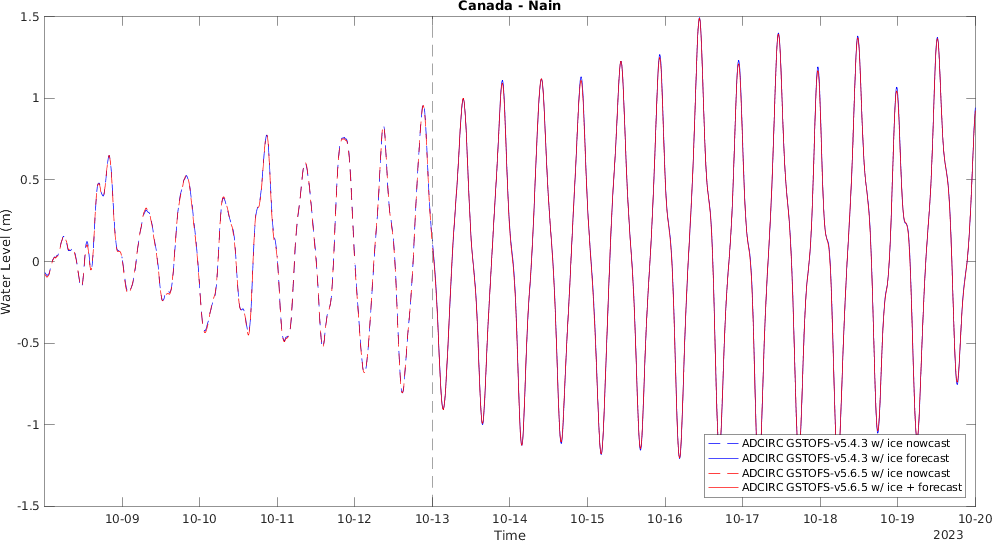 Canada - Nain
1.5
1
0.5
0
-0.5
-1
-1.5
Water Level (m)
ADCIRC GSTOFS-v5.4.3 w/ ice nowcast
ADCIRC GSTOFS-v5.4.3 w/ ice forecast
ADCIRC GSTOFS-v5.6.5 w/ ice nowcast
ADCIRC GSTOFS-v5.6.5 w/ ice + forecast
10-09 10-10 10-11 10-12 10-13 10-14 10-15 10-16 10-17 10-18 10-19 10-20
Time
2023